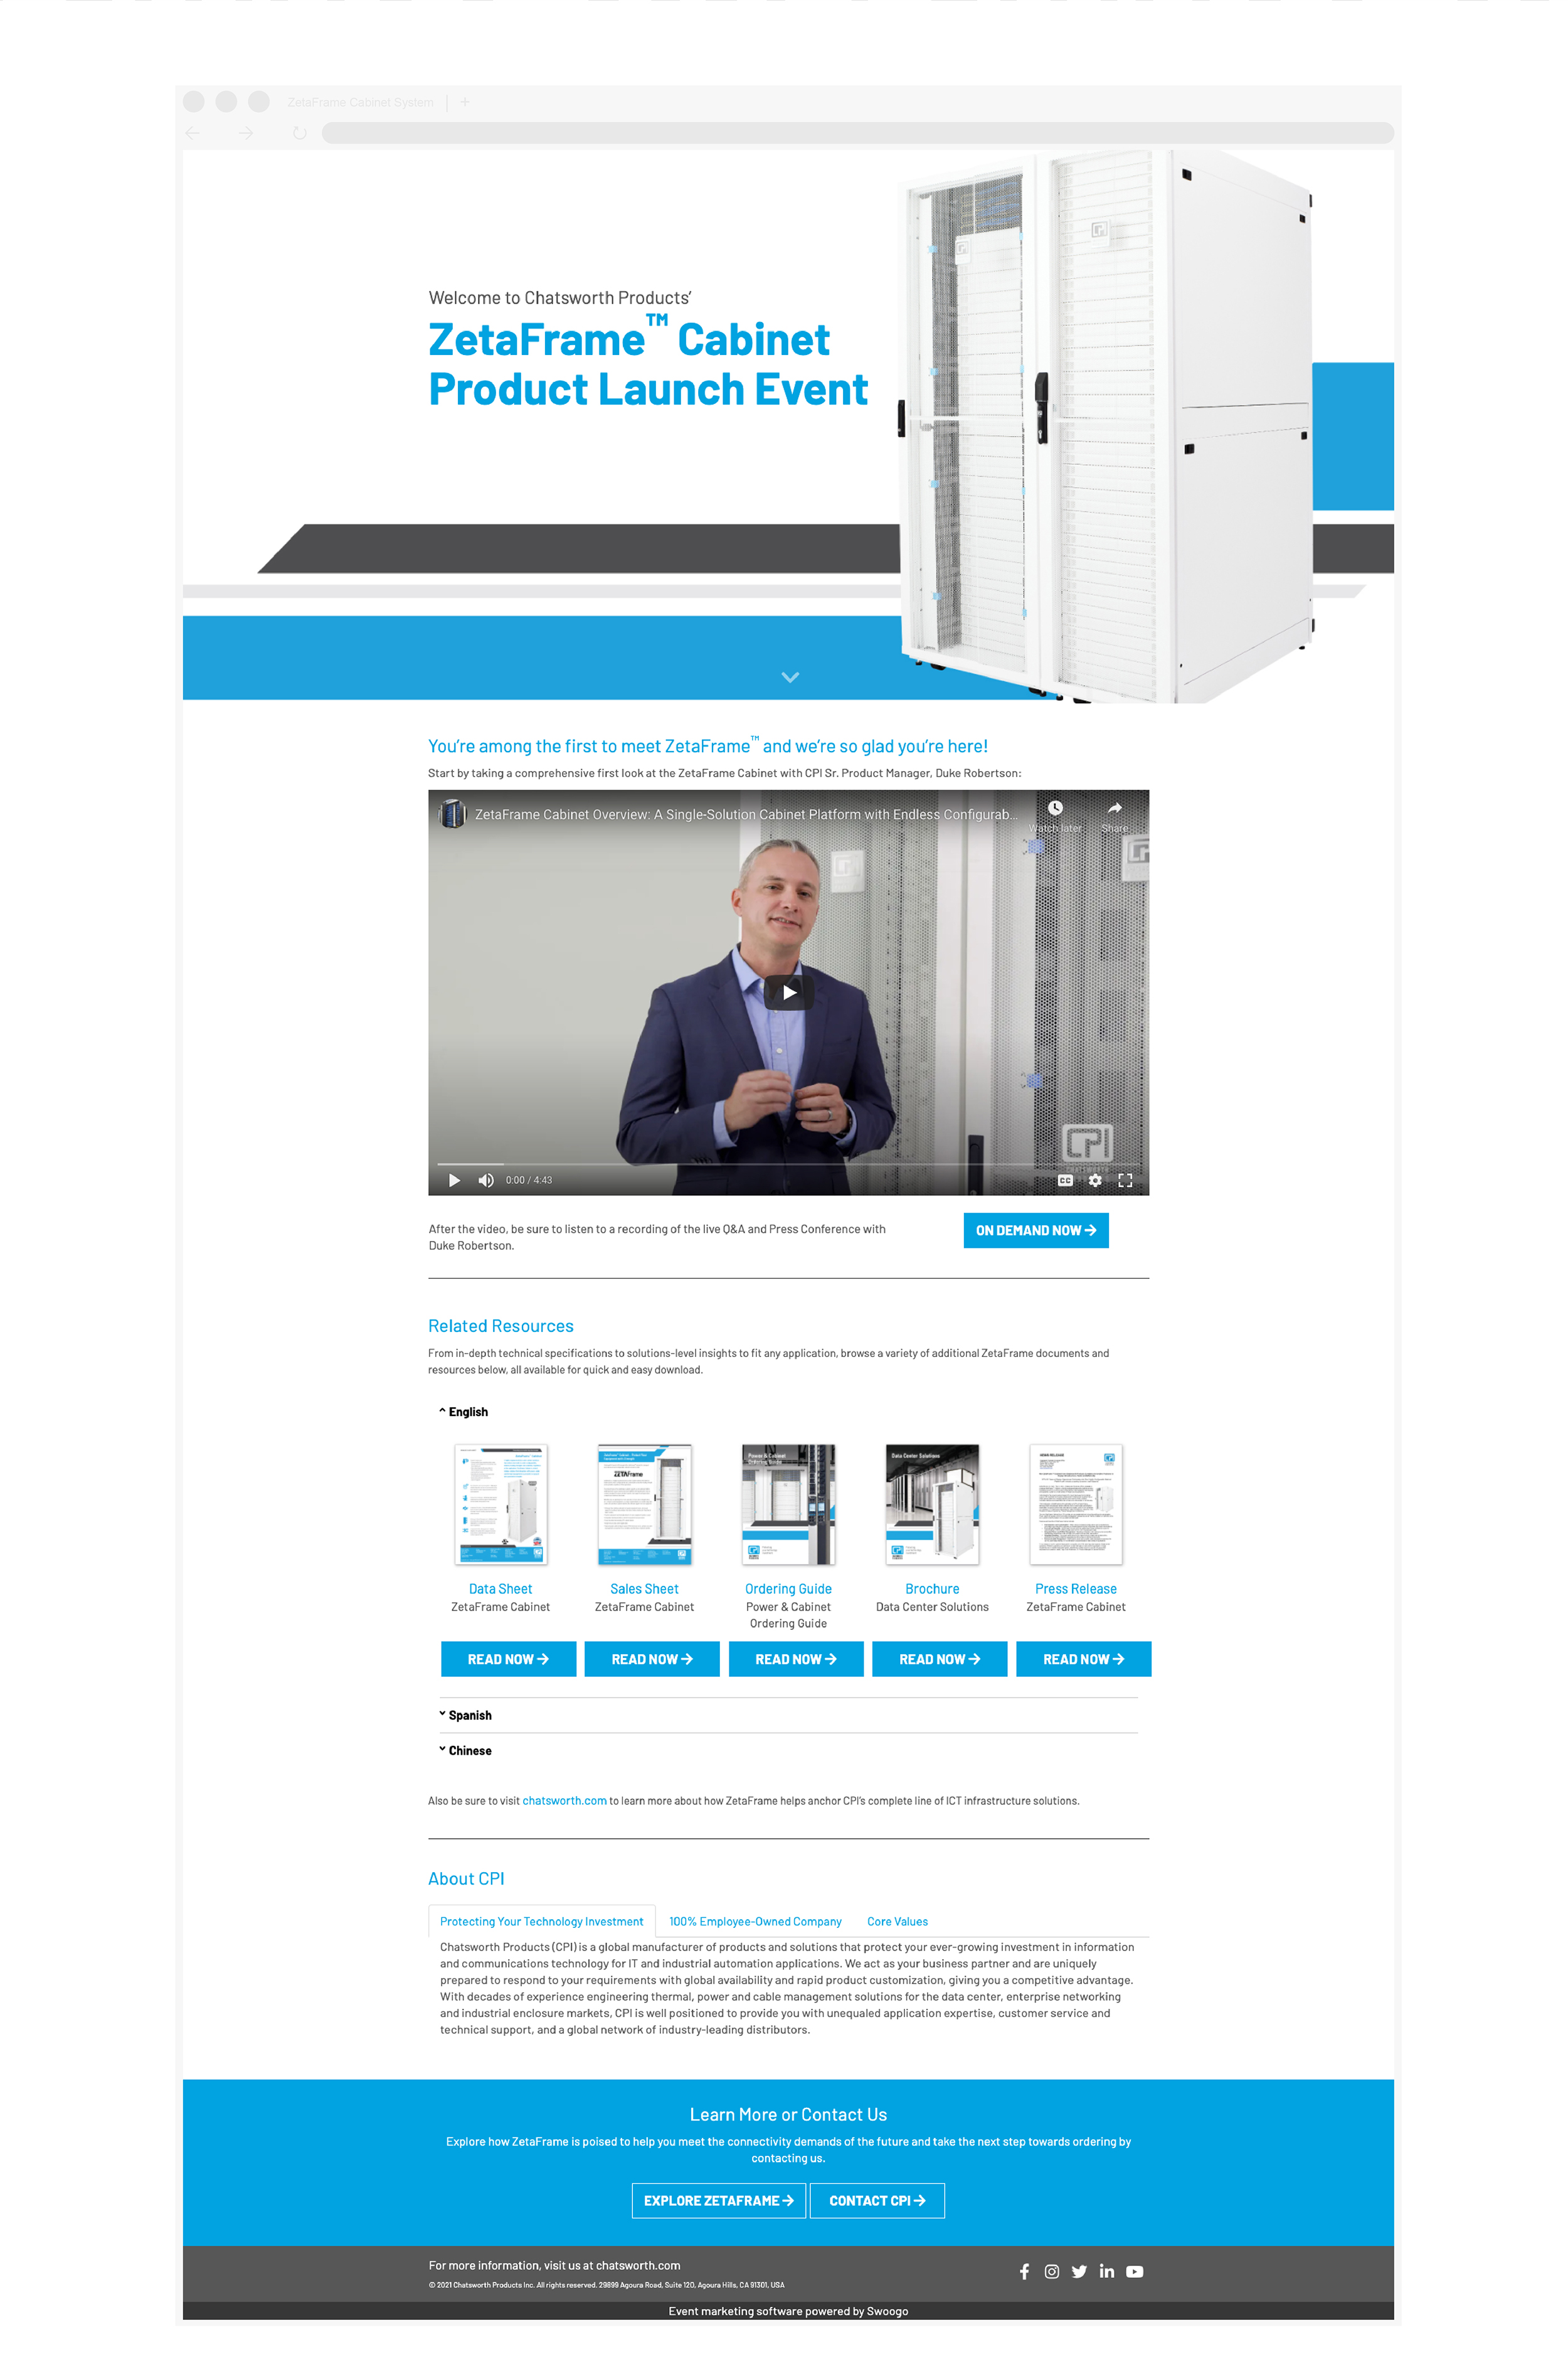 ZetaFrame Cabinet System
Welcome to Chatsworth Products’
ZetaFrame™ Cabinet
Product Launch Event
You’re among the first to meet ZetaFrame™ and we’re so glad you’re here!
Start by taking a comprehensive first look at the ZetaFrame Cabinet with CPI Sr. Product Manager, Duke Robertson:
ZetaFrame Cabinet Overview: A Single-Solution Cabinet Platform with Endless Configurab...
Watch later
Share
CPI
CHATSWORTH
0:00 / 4:43
CC
After the video, be sure to listen to a recording of the live Q&A and Press Conference with
Duke Robertson.
ON DEMAND NOW →
Related Resources
From in-depth technical specifications to solutions-level insights to fit any application, browse a variety of additional ZetaFrame documents and
resources below, all available for quick and easy download.
English
ZETAFrame
Power & Cabinet
Ordering Guide
Data Center Solutions
NEWS RELEASE
Data Sheet
ZetaFrame Cabinet
Sales Sheet
ZetaFrame Cabinet
Ordering Guide
Power & Cabinet
Ordering Guide
Brochure
Data Center Solutions
Press Release
ZetaFrame Cabinet
READ NOW →
READ NOW →
READ NOW →
READ NOW →
READ NOW →
Spanish
Chinese
Also be sure to visit chatsworth.com to learn more about how ZetaFrame helps anchor CPI’s complete line of ICT infrastructure solutions.
About CPI
Protecting Your Technology Investment
100% Employee-Owned Company
Core Values
Chatsworth Products (CPI) is a global manufacturer of products and solutions that protect your ever-growing investment in information
and communications technology for IT and industrial automation applications. We act as your business partner and are uniquely
prepared to respond to your requirements with global availability and rapid product customization, giving you a competitive advantage.
With decades of experience engineering thermal, power and cable management solutions for the data center, enterprise networking
and industrial enclosure markets, CPI is well positioned to provide you with unequaled application expertise, customer service and
technical support, and a global network of industry-leading distributors.
Learn More or Contact Us
Explore how ZetaFrame is poised to help you meet the connectivity demands of the future and take the next step towards ordering by
contacting us.
EXPLORE ZETAFRAME →
CONTACT CPI →
For more information, visit us at chatsworth.com
© 2021 Chatsworth Products Inc. All rights reserved. 29899 Agoura Road, Suite 120, Agoura Hills, CA 91301, USA
Event marketing software powered by Swoogo